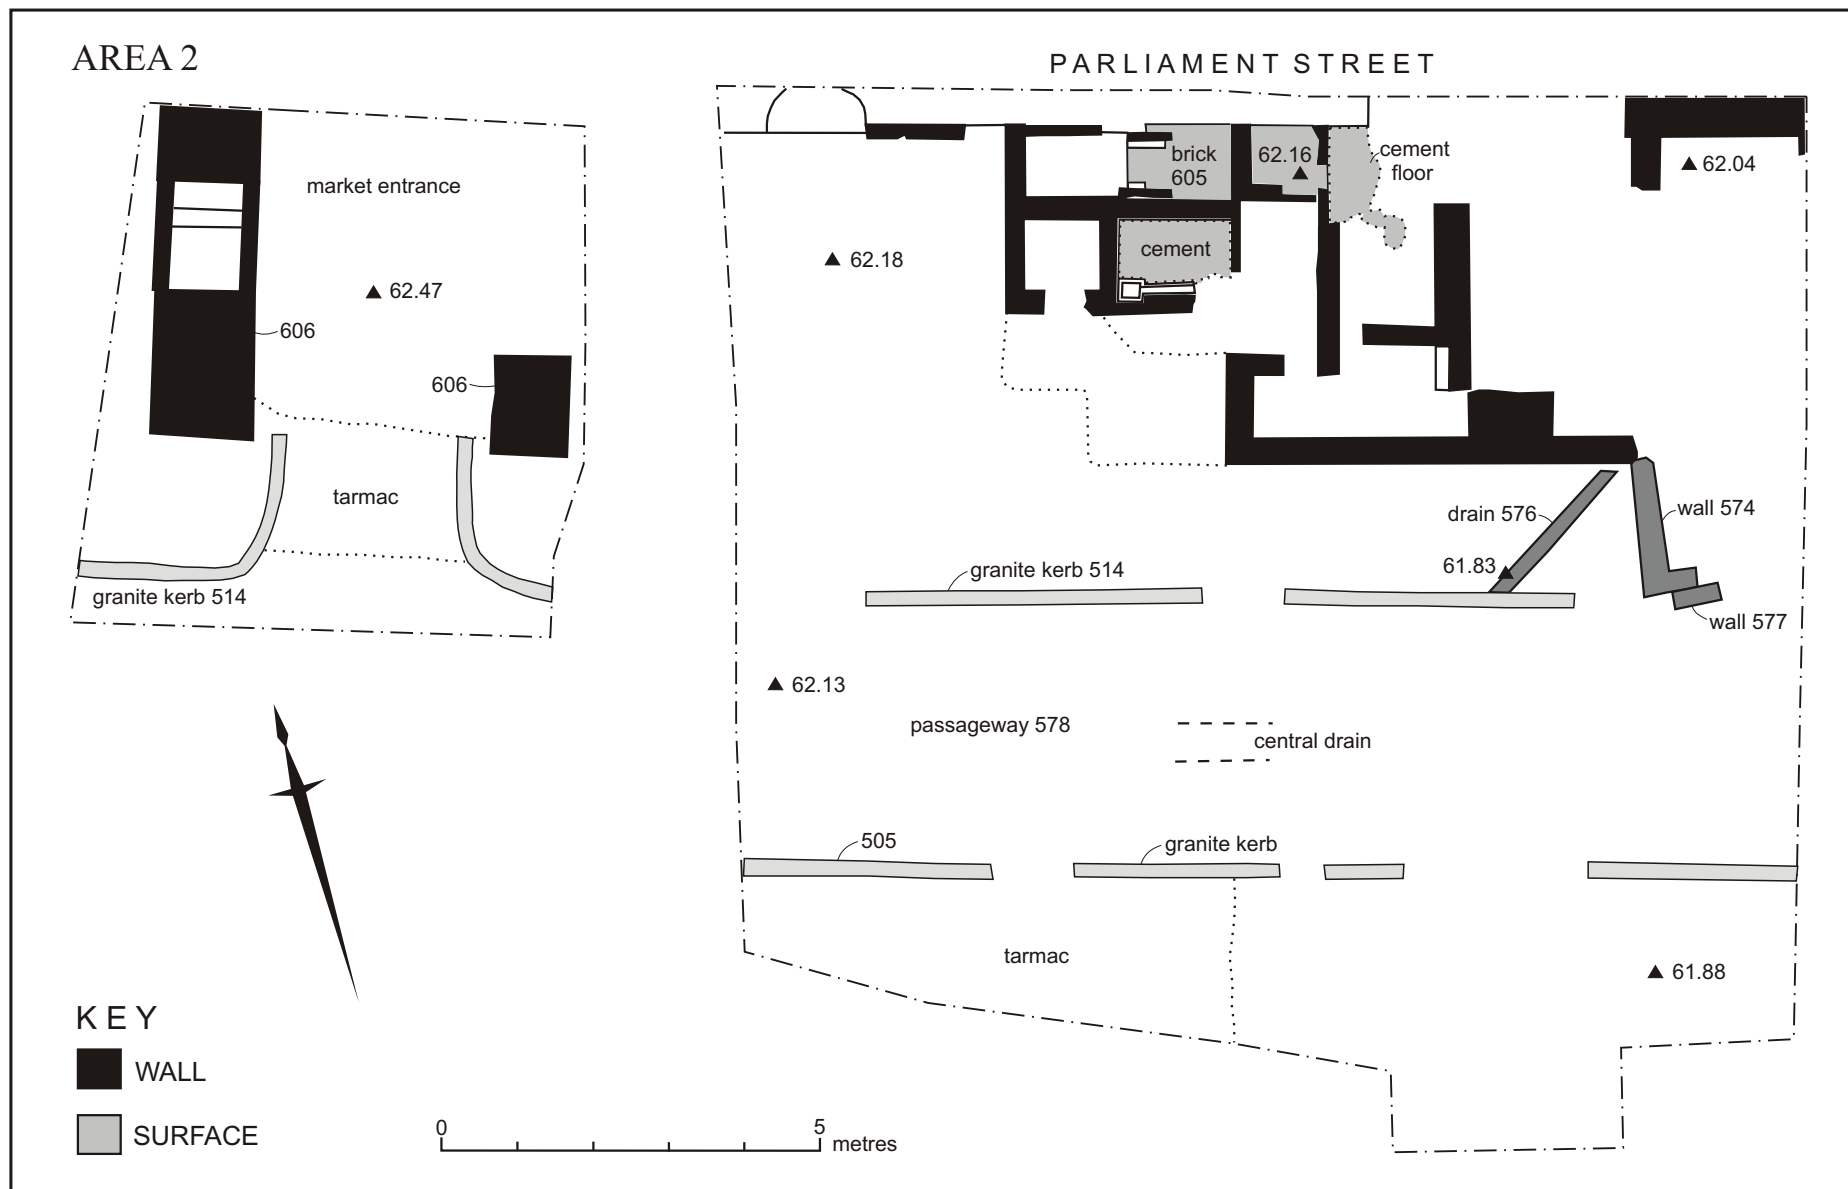 AREA 2
PARLIAMENT STREET
market entrance
62.47
606
606
tarmac
granite kerb 514
brick
605
62.16
cement
floor
62.04
62.18
cement
drain 576
wall 574
61.83
granite kerb 514
wall 577
62.13
passageway 578
central drain
505
granite kerb
tarmac
61.88
KEY
WALL
SURFACE
0
5
metres